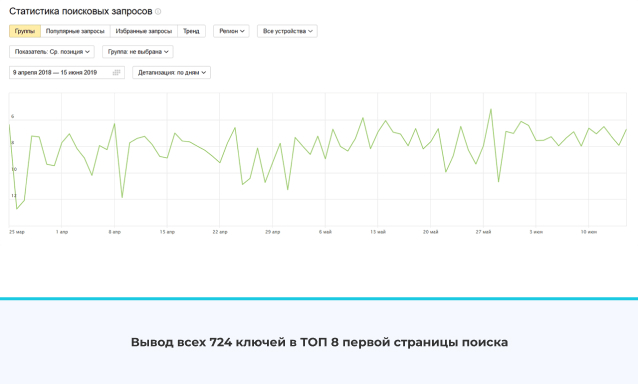 Статистика поисковых запросов
Группы Популярные запросы Избранные запросы Тренд Регион Все устройства
Показатель: Ср. позиция Группа: не выбрана
9 апреля 2018 — 15 июня 2019 Детализация: по дням
6
8
10
12
25 мар 1 апр 8 апр 15 апр 22 апр 29 апр 6 май 13 май 20 май 27 май 3 июн 10 июн
Вывод всех 724 ключей в ТОП 8 первой страницы поиска